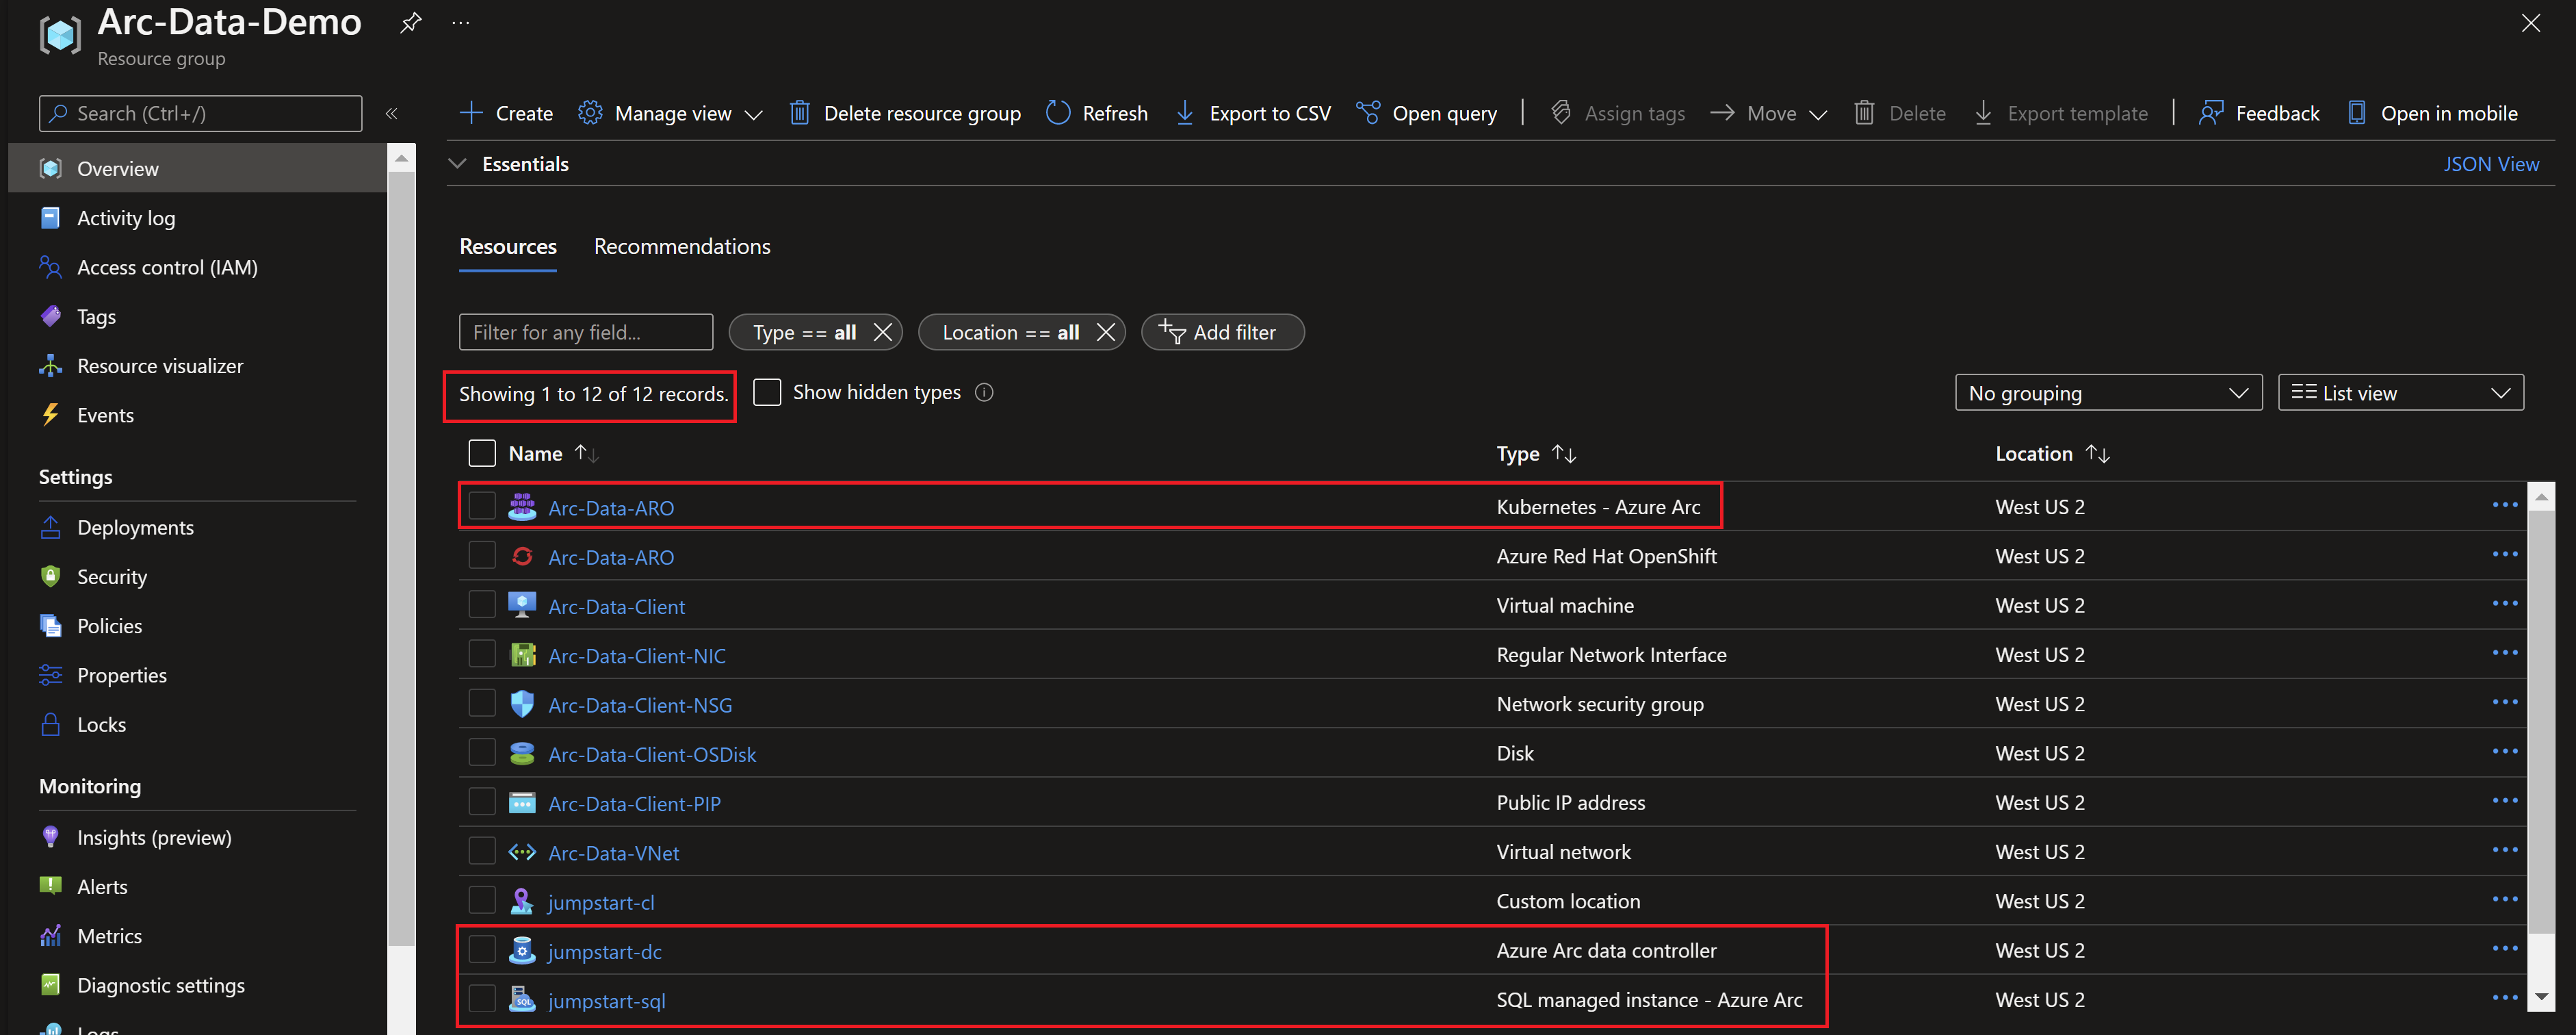 Arc-Data-Demo
Resource group
Search (Ctrl+/)
Create
Manage view
Delete resource group
Refresh
Export to CSV
Open query
Assign tags
Move
Delete
Export template
Feedback
Open in mobile
Overview
Activity log
Access control (IAM)
Tags
Resource visualizer
Events
Settings
Deployments
Security
Policies
Properties
Locks
Monitoring
Insights (preview)
Alerts
Metrics
Diagnostic settings
Logs
Essentials
JSON View
Resources Recommendations
Filter for any field...
Type == all
Location == all
Add filter
Showing 1 to 12 of 12 records.
Show hidden types
No grouping
List view
Name Type Location
Arc-Data-ARO Kubernetes - Azure Arc West US 2
Arc-Data-ARO Azure Red Hat OpenShift West US 2
Arc-Data-Client Virtual machine West US 2
Arc-Data-Client-NIC Regular Network Interface West US 2
Arc-Data-Client-NSG Network security group West US 2
Arc-Data-Client-OSDisk Disk West US 2
Arc-Data-Client-PIP Public IP address West US 2
Arc-Data-VNet Virtual network West US 2
jumpstart-cl Custom location West US 2
jumpstart-dc Azure Arc data controller West US 2
jumpstart-sql SQL managed instance - Azure Arc West US 2